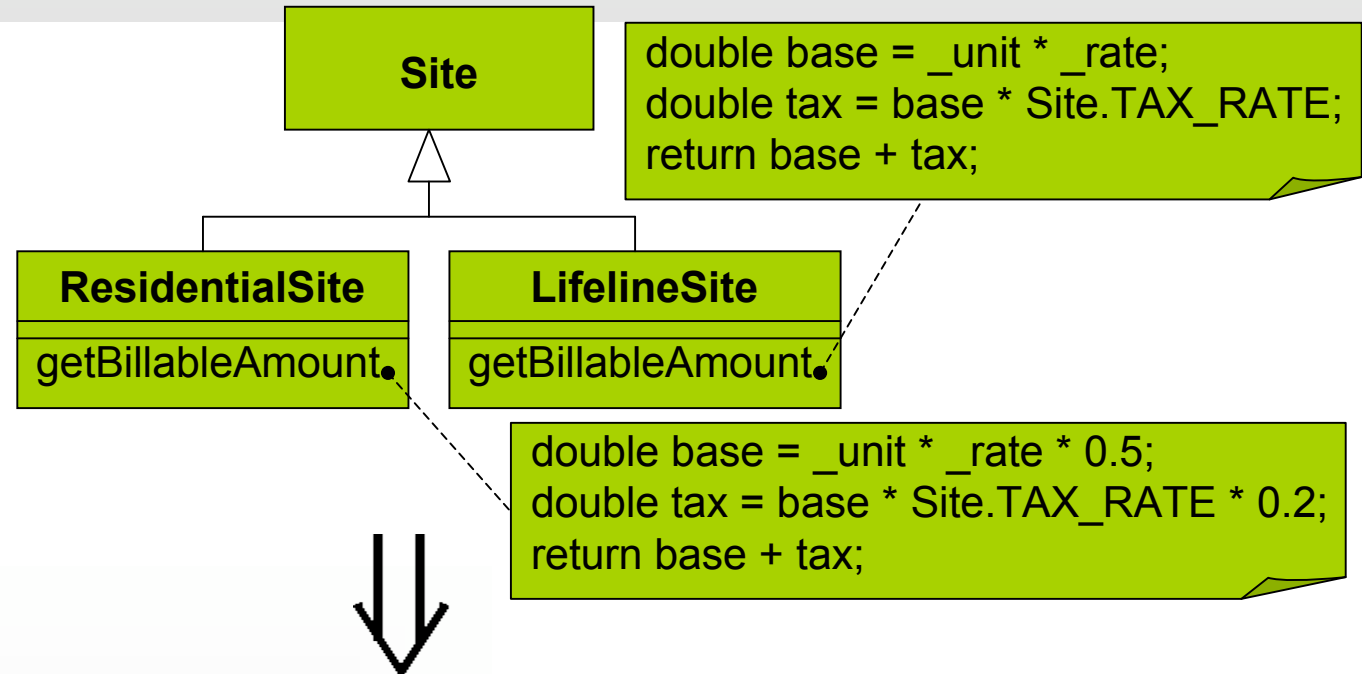 Site
double base = _unit * _rate;
double tax = base * Site.TAX_RATE;
return base + tax;
ResidentialSite
getBillableAmount
LifelineSite
getBillableAmount
double base = _unit * _rate * 0.5;
double tax = base * Site.TAX_RATE * 0.2;
return base + tax;